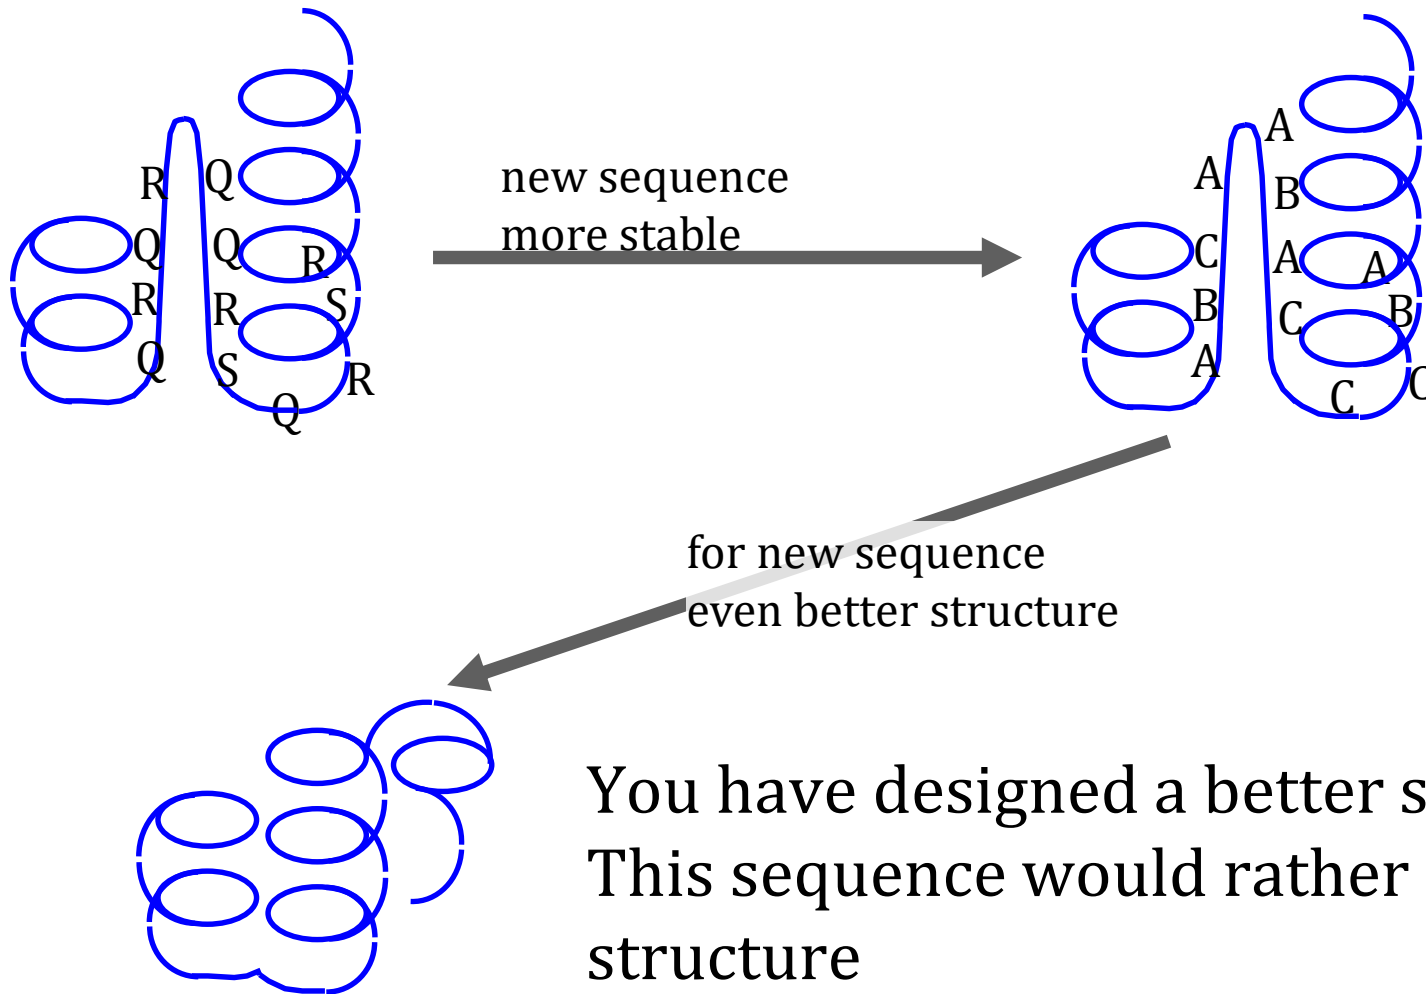 R Q
Q Q R
R R S
Q S R
Q
new sequence
more stable
A
A B
C A A
B C B
A C
for new sequence
even better structure
You have designed a better
This sequence would rather
structure